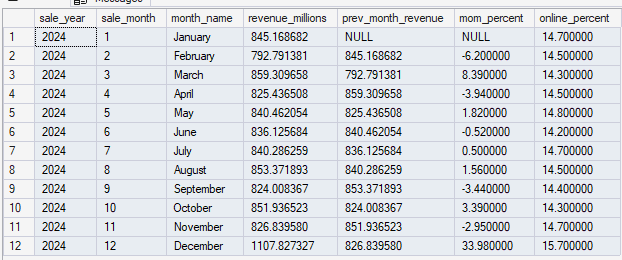 Messages
sale_year sale_month month_name revenue_millions prev_month_revenue mom_percent online_percent
1 2024 1 January 845.168682 NULL NULL 14.700000
2 2024 2 February 792.791381 845.168682 -6.200000 14.300000
3 2024 3 March 859.309658 792.791381 8.390000 14.300000
4 2024 4 April 825.436508 859.309658 -3.940000 14.500000
5 2024 5 May 840.462054 825.436508 1.820000 14.800000
6 2024 6 June 836.125684 840.462054 -0.520000 14.200000
7 2024 7 July 840.286259 836.125684 0.500000 14.700000
8 2024 8 August 853.371893 840.286259 1.560000 14.500000
9 2024 9 September 824.008367 853.371893 -3.440000 14.400000
10 2024 10 October 851.936523 824.008367 3.390000 14.300000
11 2024 11 November 826.839580 851.936523 -2.950000 14.700000
12 2024 12 December 1107.827327 826.839580 33.980000 15.700000